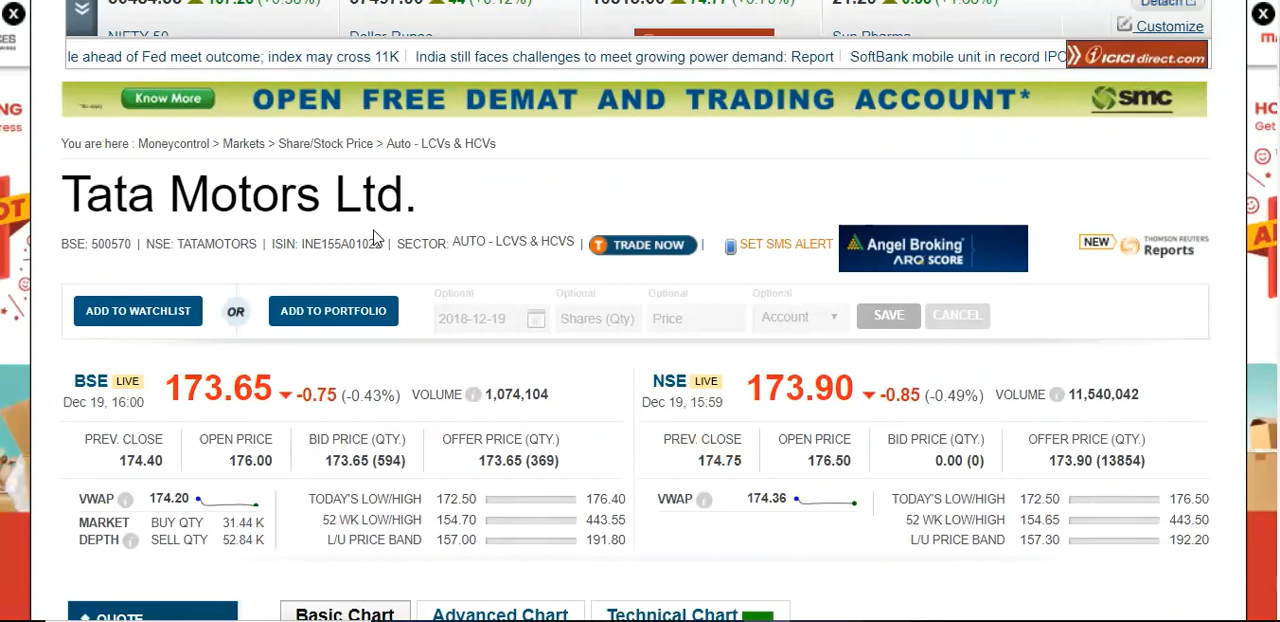 Detach
Customize
NIFTY 50
Dollar Rupee
Sun Pharma
le ahead of Fed meet outcome; index may cross 11K | India still faces challenges to meet growing power demand: Report | SoftBank mobile unit in record IPO
ICICI direct.com
Know More OPEN FREE DEMAT AND TRADING ACCOUNT* smc
You are here : Moneycontrol > Markets > Share/Stock Price > Auto - LCVs & HCVs
Tata Motors Ltd.
BSE: 500570 | NSE: TATAMOTORS | ISIN: INE155A01022 | SECTOR: AUTO - LCVS & HCVS | T TRADE NOW | SET SMS ALERT
Angel Broking
ARQ SCORE
NEW THOMSON REUTERS
Reports
Optional Optional Optional Optional
ADD TO WATCHLIST OR ADD TO PORTFOLIO 2018-12-19 Shares (Qty) Price Account SAVE CANCEL
BSE LIVE 173.65 -0.75 (-0.43%) VOLUME 1,074,104
Dec 19, 16:00
PREV. CLOSE OPEN PRICE BID PRICE (QTY.) OFFER PRICE (QTY.)
174.40 176.00 173.65 (594) 173.65 (369)
VWAP 174.20 TODAY'S LOW/HIGH 172.50 176.40
MARKET BUY QTY 31.44 K 52 WK LOW/HIGH 154.70 443.55
DEPTH SELL QTY 52.84 K L/U PRICE BAND 157.00 191.80
NSE LIVE 173.90 -0.85 (-0.49%) VOLUME 11,540,042
Dec 19, 15:59
PREV. CLOSE OPEN PRICE BID PRICE (QTY.) OFFER PRICE (QTY.)
174.75 176.50 0.00 (0) 173.90 (13854)
VWAP 174.36 TODAY'S LOW/HIGH 172.50 176.50
52 WK LOW/HIGH 154.65 443.50
L/U PRICE BAND 157.30 192.20
QUOTE Basic Chart Advanced Chart Technical Chart